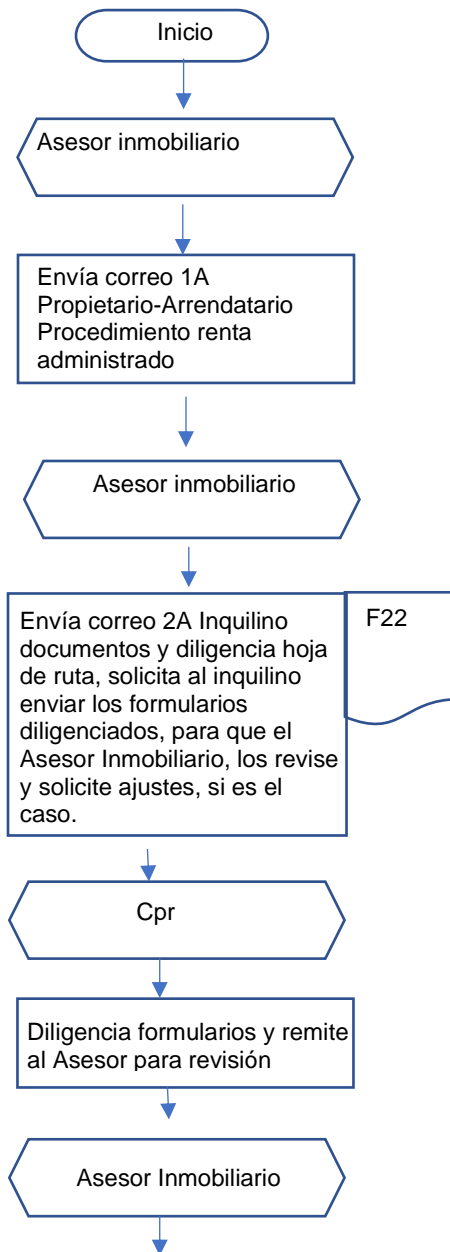 Inicio
Asesor inmobiliario
Envía correo 1A
Propietario-Arrendatario
Procedimiento renta
administrado
Asesor inmobiliario
Envía correo 2A Inquilino
documentos y diligencia hoja
de ruta, solicita al inquilino
enviar los formularios
diligenciados, para que el
Asesor Inmobiliario, los revise
y solicite ajustes, si es el
caso.
F22
Cpr
Diligencia formularios y remite
al Asesor para revisión
Asesor Inmobiliario